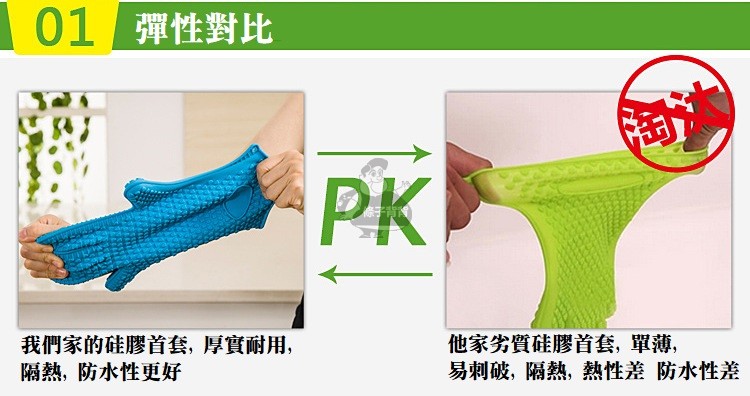 01 彈性對比
淘汰
PK
我們家的硅膠首套, 厚實耐用,
隔熱, 防水性更好
他家劣質硅膠首套, 單薄,
易刺破, 隔熱, 熱性差 防水性差